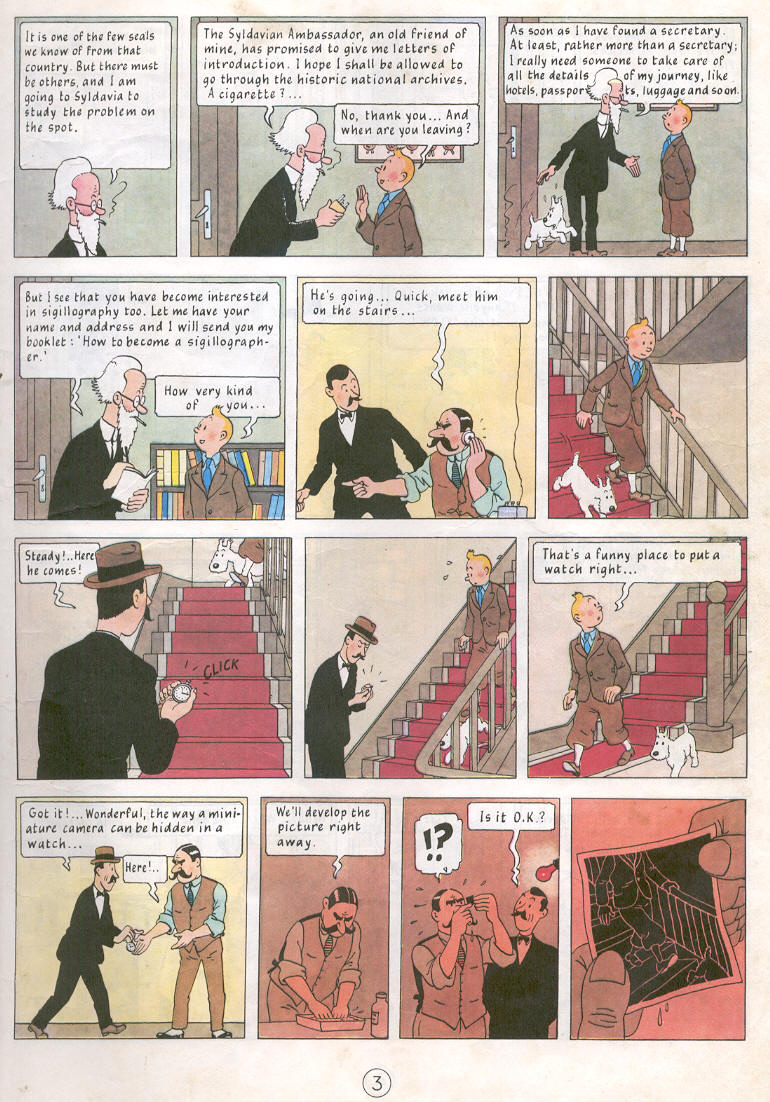 It is one of the few seals
we know of from that
country. But there must
be others, and I am
going to Syldavia to
study the problem on
the spot.
The Syldavian Ambassador, an old friend of
mine, has promised to give me letters of
introduction. I hope I shall be allowed to
go through the historic national archives.
A cigarette?...
No, thank you... And
when are you leaving?
As soon as I have found a secretary.
At least, rather more than a secretary;
I really need someone to take care of
all the details of my journey, like
hotels, luggage and so on.
But I see that you have become interested
in sigillography too. Let me have your
name and address and I will send you my
booklet: 'How to become a sigillograph-
er.'
How very kind
of you...
He's going... Quick, meet him
on the stairs...
Steady!..Here
he comes!
CLICK
That's a funny place to put a
watch right...
Got it!... Wonderful, the way a mini-
ature camera can be hidden in a
watch...
Here!..
We'll develop the
picture right
away.
!?
Is it O.K.?
3